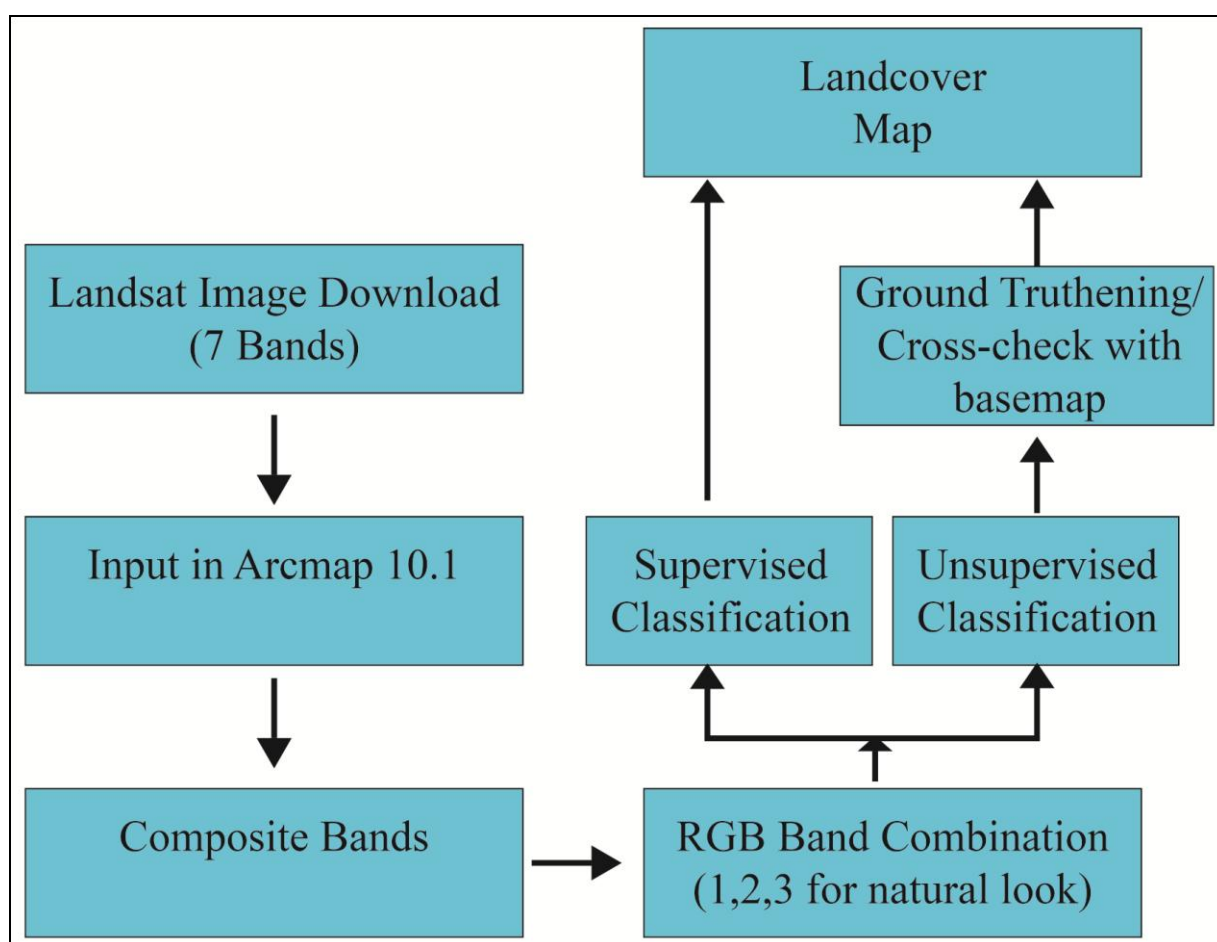 Landsat Image Download
(7 Bands)
Input in Arcmap 10.1
Composite Bands
RGB Band Combination
(1,2,3 for natural look)
Supervised
Classification
Unsupervised
Classification
Ground Truthening/
Cross-check with
basemap
Landcover
Map